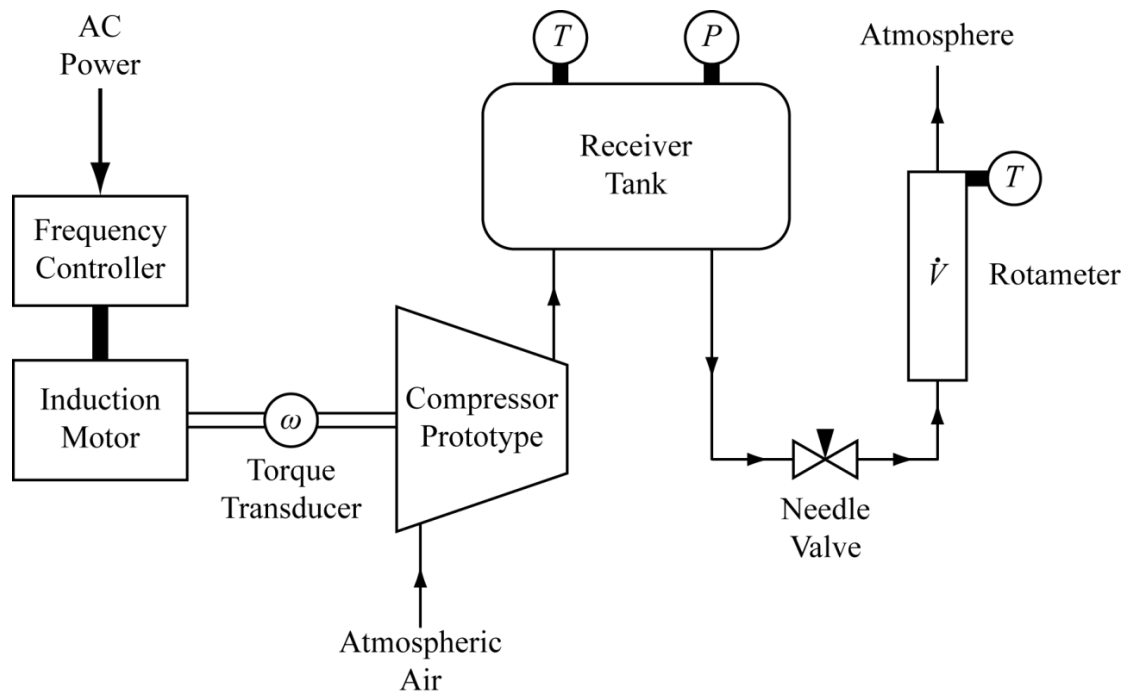 AC
Power
Frequency
Controller
Induction
Motor
ω
Torque
Transducer
Compressor
Prototype
Atmospheric
Air
T
P
Receiver
Tank
Needle
Valve
Atmosphere
T
V̇
Rotameter